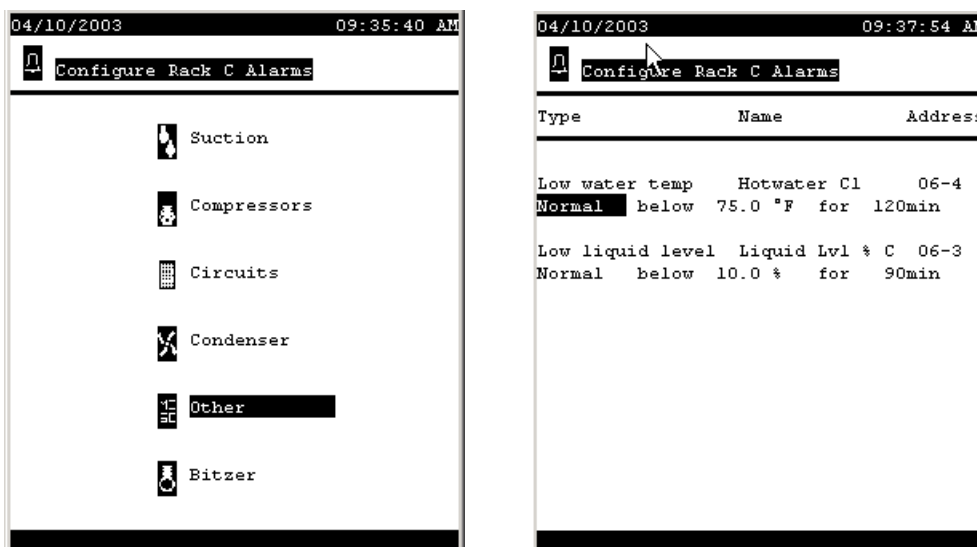 04/10/2003 09:35:40 AM
Configure Rack C Alarms
Suction
Compressors
Circuits
Condenser
Other
Bitzer
04/10/2003 09:37:54 AM
Configure Rack C Alarms
Type Name Address
Low water temp Hotwater Cl 06-4
Normal below 75.0 °F for 120min
Low liquid level Liquid Lvl % C 06-3
Normal below 10.0 % for 90min